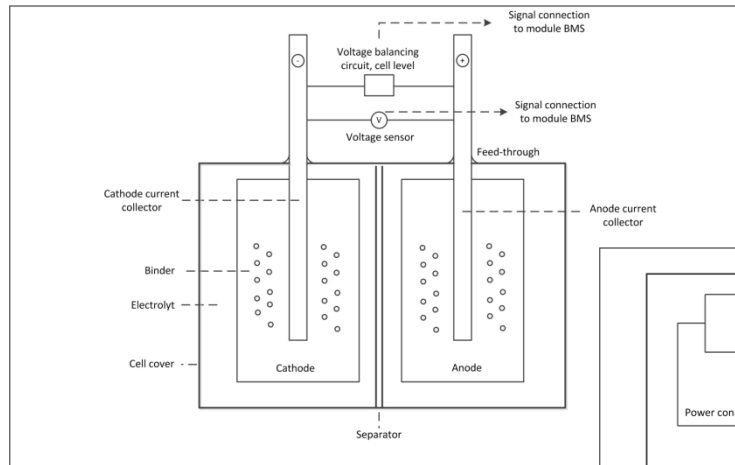 Signal connection
to module BMS
Voltage balancing
circuit, cell level
-
+
Signal connection
to module BMS
V
Voltage sensor
Feed-through
Cathode current
collector
Anode current
collector
Binder
Electrolyt
Cell cover
Cathode
Anode
Power con
Separator